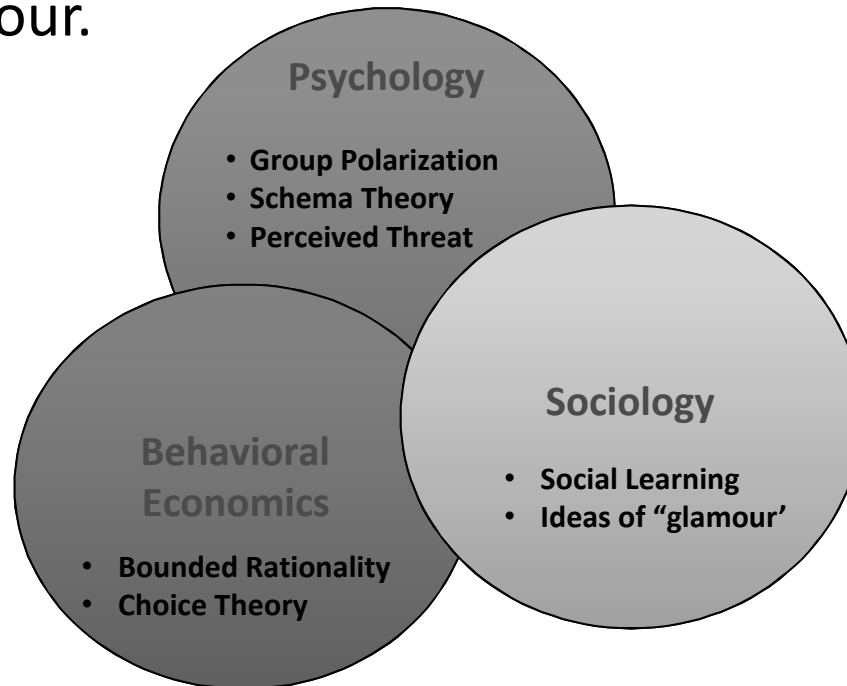 our.
Psychology
• Group Polarization
• Schema Theory
• Perceived Threat
Sociology
• Social Learning
• Ideas of “glamour’
Behavioral
Economics
• Bounded Rationality
• Choice Theory